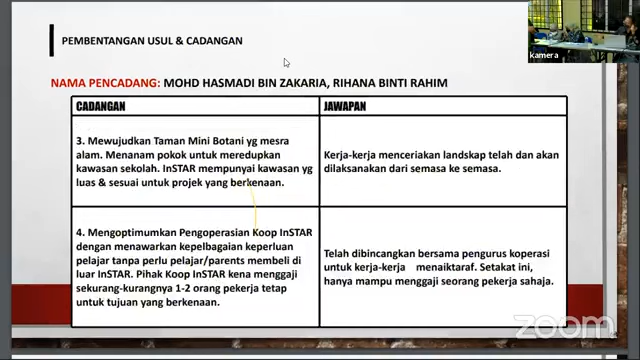 PEMBENTANGAN USUL & CADANGAN
kamera
NAMA PENCADANG: MOHD HASMADI BIN ZAKARIA, RIHANA BINTI RAHIM
CADANGAN
JAWAPAN
3. Mewujudkan Taman Mini Botani yg mesra
alam. Menanam pokok untuk meredupkan
kawasan sekolah. InSTAR mempunyai kawasan yg
luas & sesuai untuk projek yang berkenaan.
Kerja-kerja menceriakan landskap telah dan akan
dilaksanakan dari semasa ke semasa.
4. Mengoptimumkan Pengoperasian Koop InSTAR
dengan menawarkan kepelbagaian keperluan
pelajar tanpa perlu pelajar/parents membeli di
luar InSTAR. Pihak Koop InSTAR kena menggaji
sekurang-kurangnya 1-2 orang pekerja tetap
untuk tujuan yang berkenaan.
Telah dibincangkan bersama pengurus koperasi
untuk kerja-kerja menaiktaraf. Setakat ini,
hanya mampu menggaji seorang pekerja sahaja.
zoom